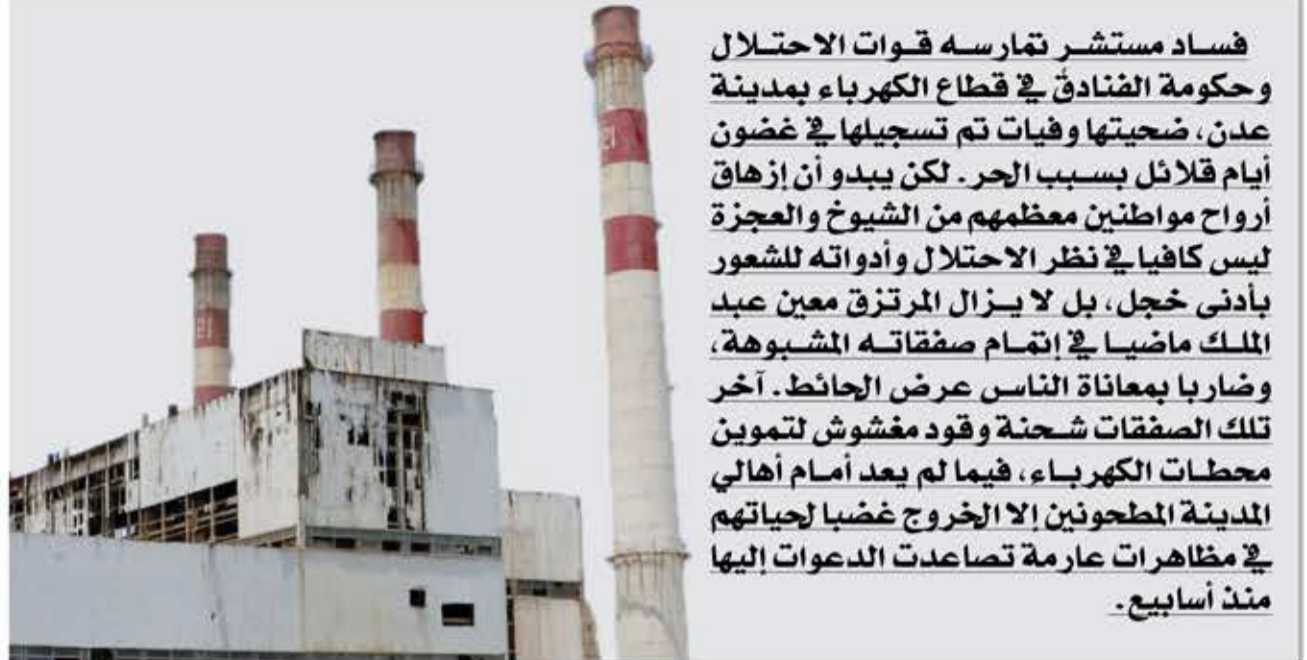 فساد مستشر تمارسه قوات الاحتلال
وحكومة الفنادق في قطاع الكهرباء بمدينة
عدن، ضحيتها وفيات تم تسجيلها في غضون
أيام قلائل بسبب الحر. لكن يبدو أن إزهاق
أرواح مواطنين معظمهم من الشيوخ والعجزة
ليس كافيا في نظر الاحتلال وأدواته للشعور
بأدنى خجل، بل لا يزال المرتزق معين عبد
الملك ماضيا في إتمام صفقاته المشبوهة،
وضاربا بمعاناة الناس عرض الحائط. آخر
تلك الصفقات شحنة وقود مغشوش لتموين
محطات الكهرباء، فيما لم يعد أمام أهالي
المدينة المطحونين إلا الخروج غضبا لحياتهم
في مظاهرات عارمة تصاعدت الدعوات إليها
منذ أسابيع.